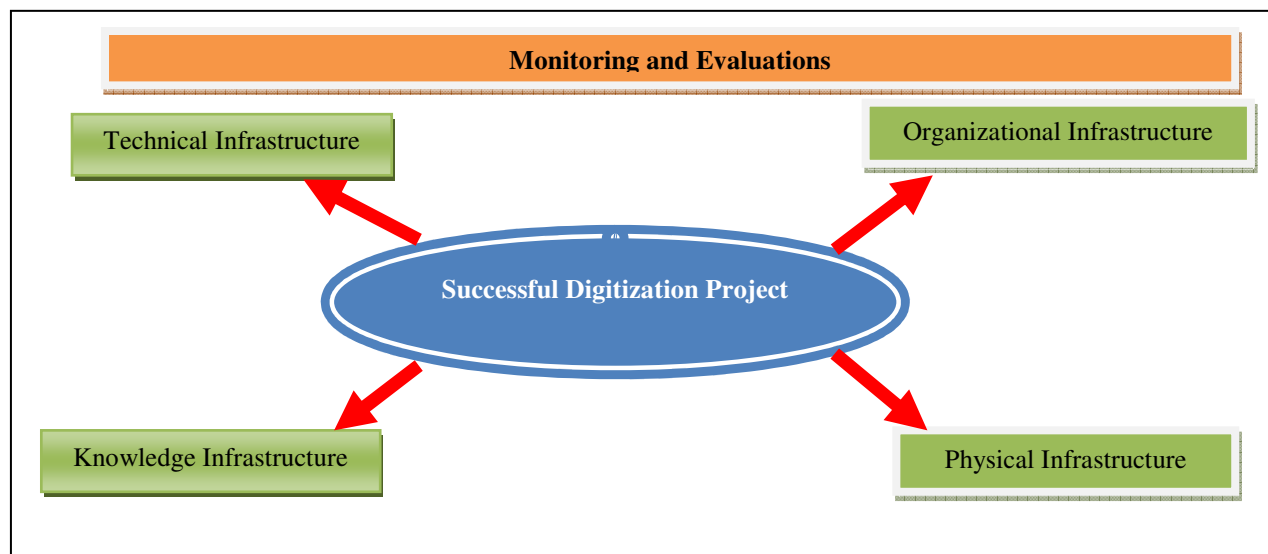 Monitoring and Evaluations
Technical Infrastructure
Organizational Infrastructure
Successful Digitization Project
Knowledge Infrastructure
Physical Infrastructure